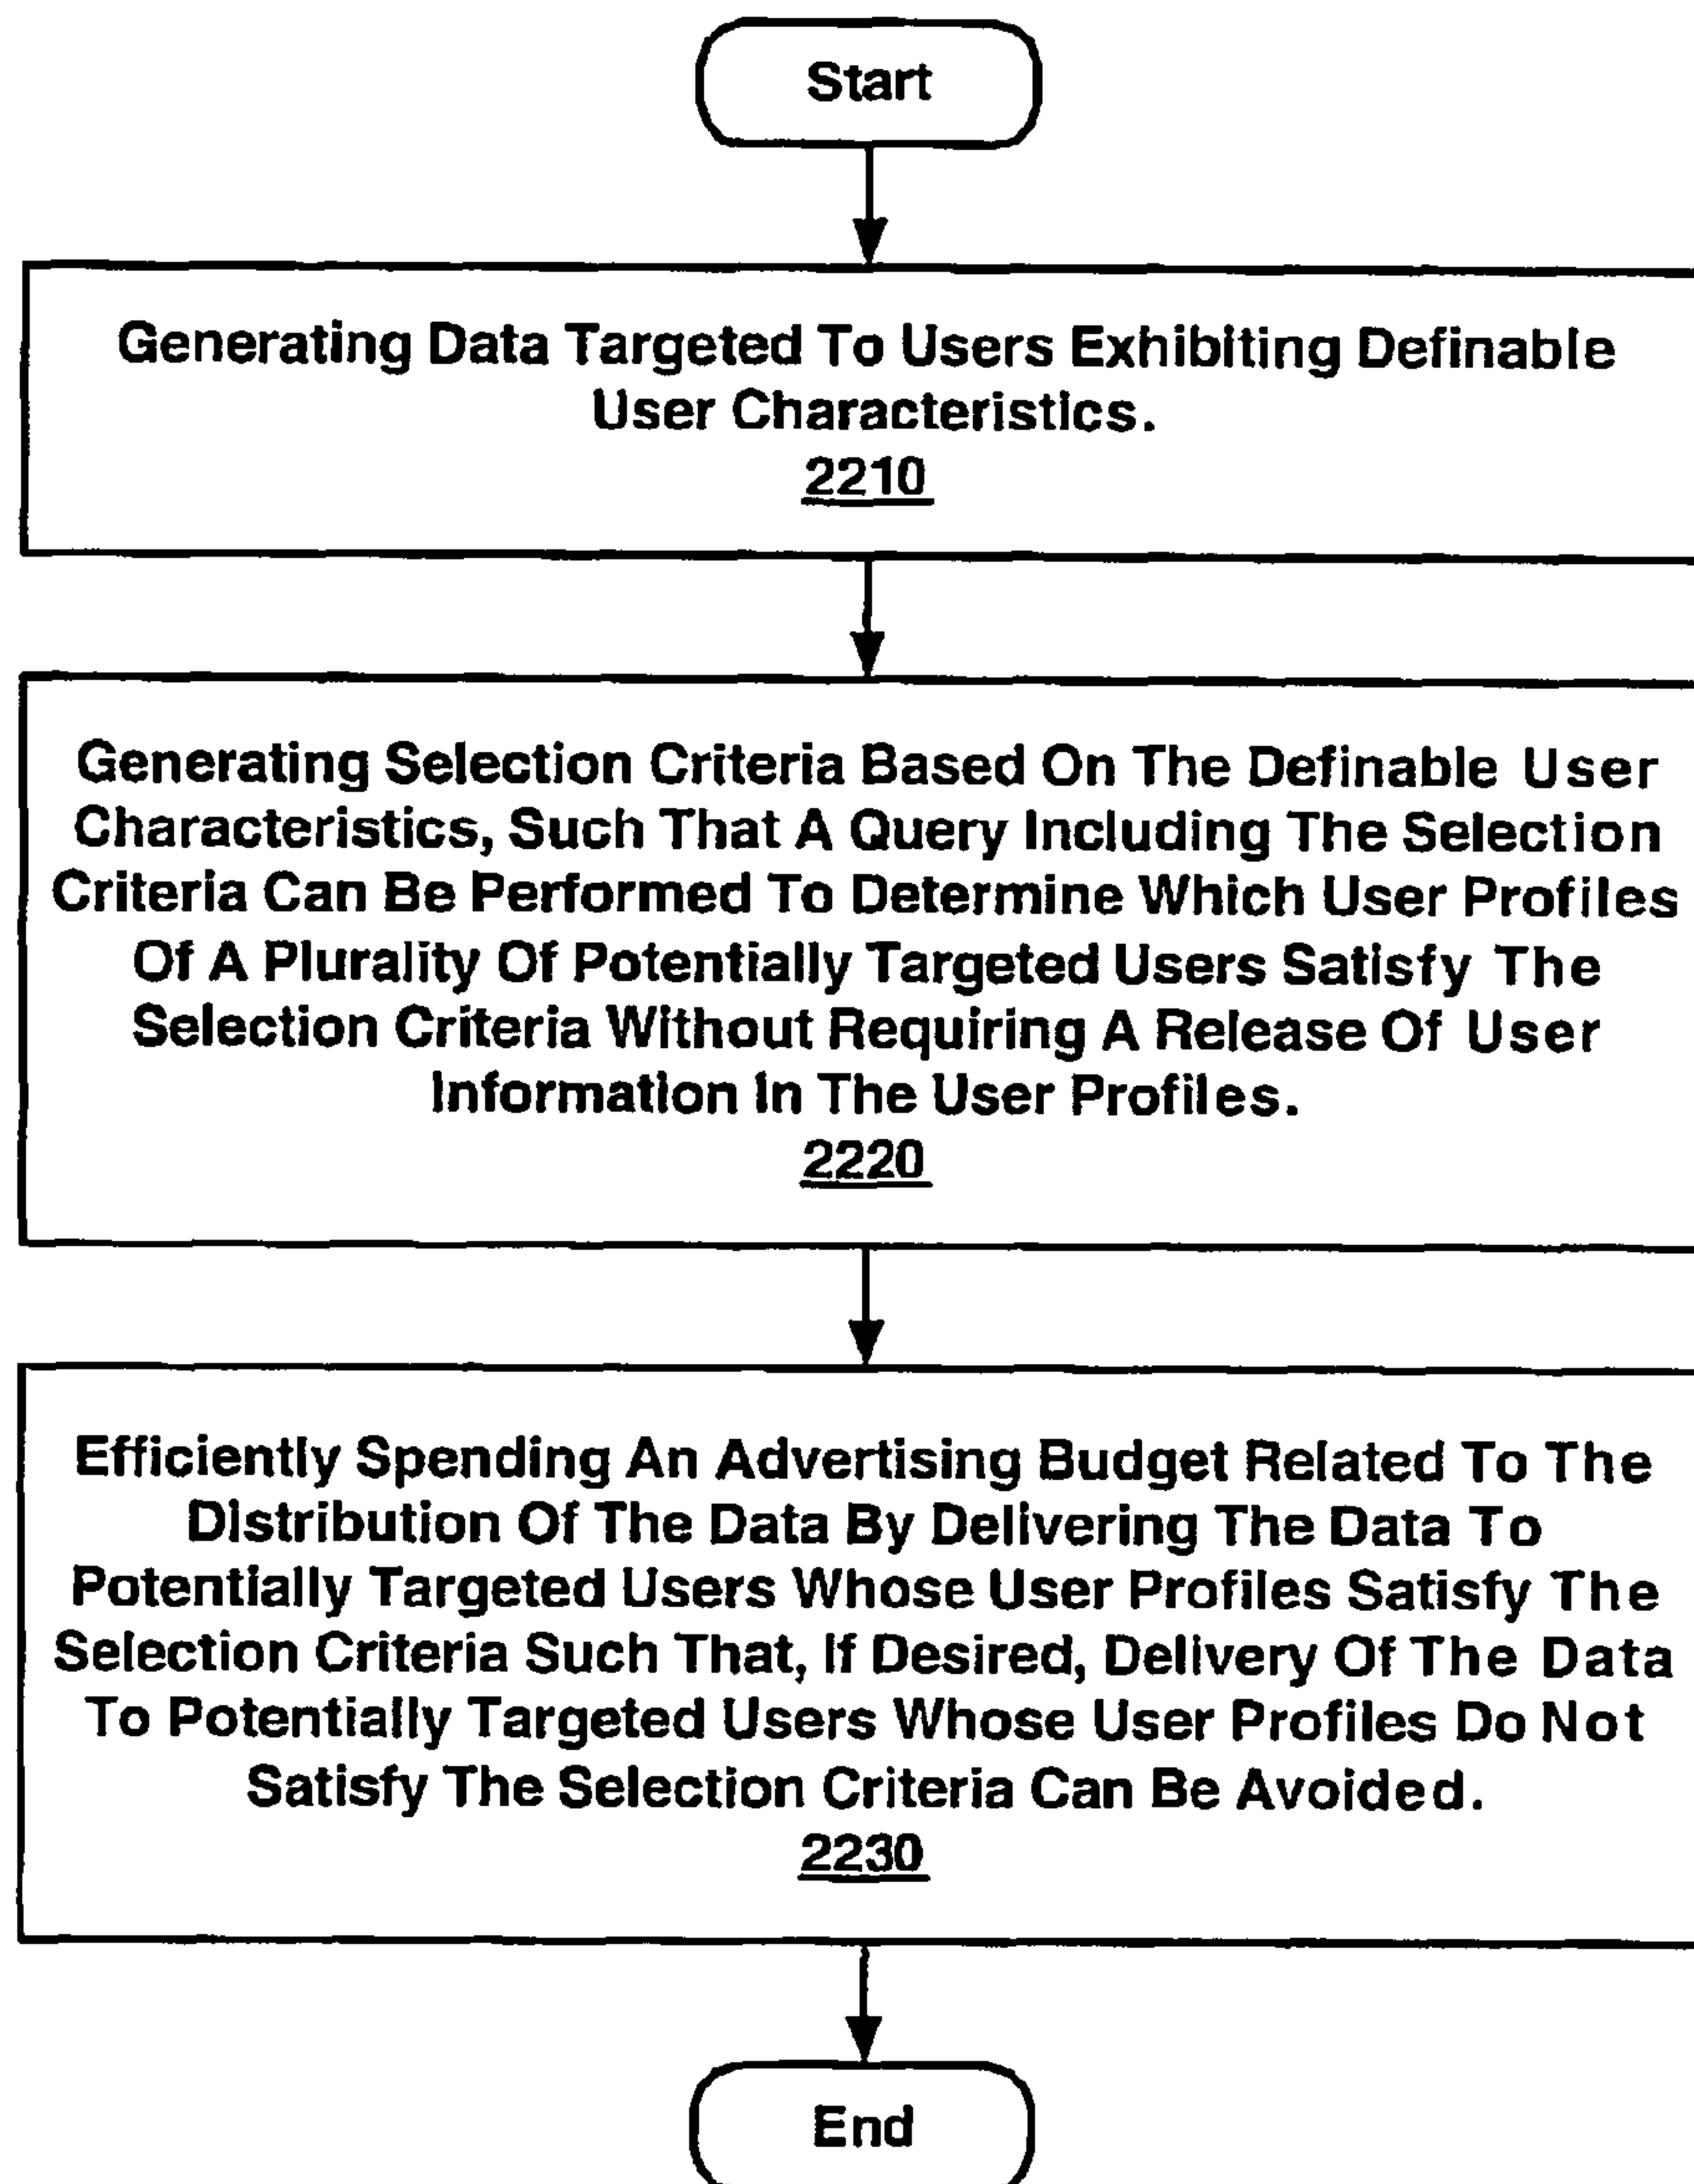 Start
Generating Data Targeted To Users Exhibiting Definable
User Characteristics.
2210
Generating Selection Criteria Based On The Definable User
Characteristics, Such That A Query Including The Selection
Criteria Can Be Performed To Determine Which User Profiles
Of A Plurality Of Potentially Targeted Users Satisfy The
Selection Criteria Without Requiring A Release Of User
Information In The User Profiles.
2220
Efficiently Spending An Advertising Budget Related To The
Distribution Of The Data By Delivering The Data To
Potentially Targeted Users Whose User Profiles Satisfy The
Selection Criteria Such That, If Desired, Delivery Of The Data
To Potentially Targeted Users Whose User Profiles Do Not
Satisfy The Selection Criteria Can Be Avoided.
2230
End